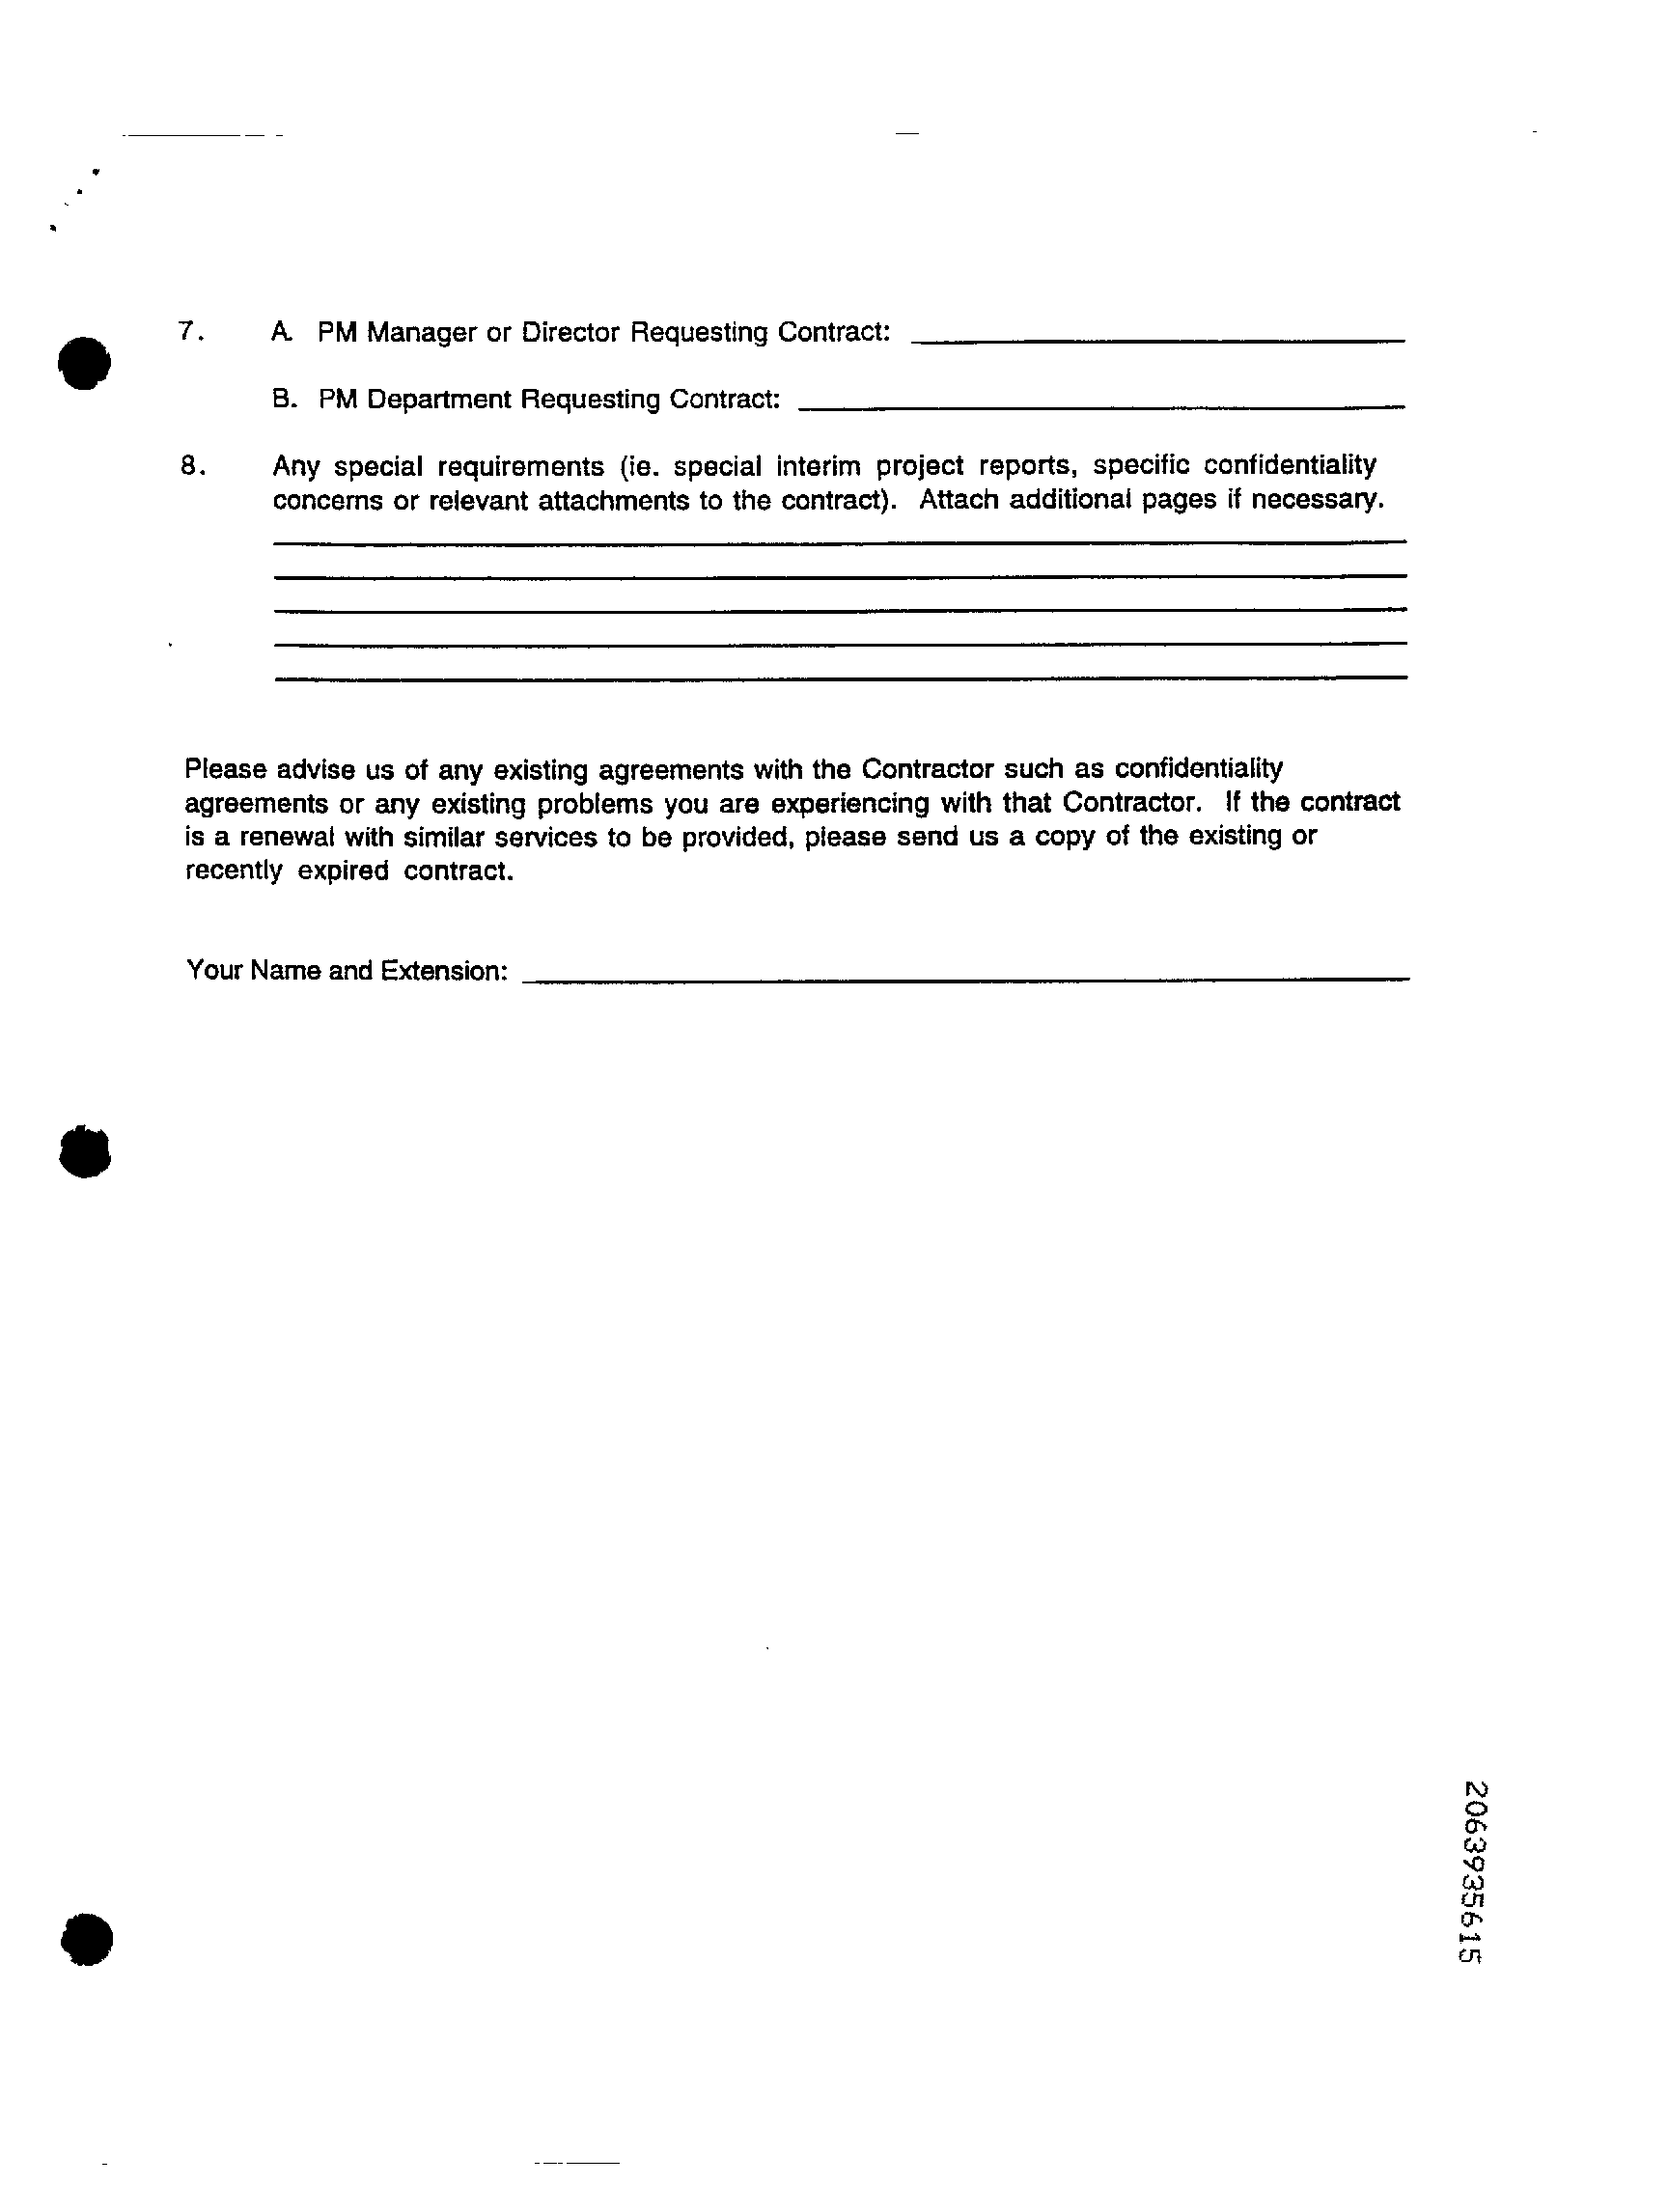 7. A. PM Manager or Director Requesting Contract:
B. PM Department Requesting Contract:
8. Any special requirements (ie. special interim project reports, specific confidentiality
concerns or relevant attachments to the contract). Attach additional pages if necessary.
Please advise us of any existing agreements with the Contractor such as confidentiality
agreements or any existing problems you are experiencing with that Contractor. If the contract
is a renewal with similar services to be provided, please send us a copy of the existing or
recently expired contract.
Your Name and Extension:
2063935615